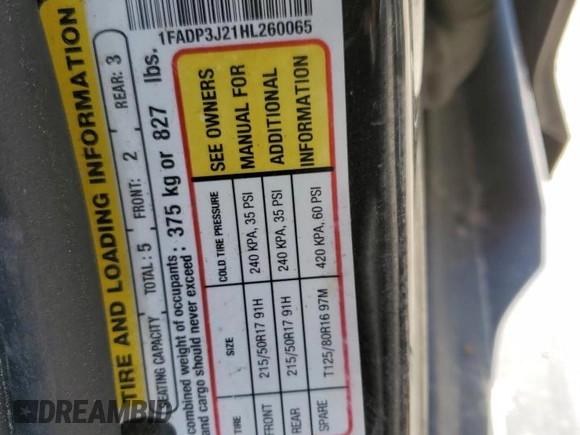 1FADP3J21HL260065
TIRE AND LOADING INFORMATION
SEATING CAPACITY TOTAL: 5 FRONT: 2 REAR: 3
combined weight of occupants and cargo should never exceed : 375 kg or 827 lbs.
TIRE SIZE COLD TIRE PRESSURE
FRONT 215/50R17 91H 240 KPA, 35 PSI
REAR 215/50R17 91H 240 KPA, 35 PSI
SPARE T125/80R16 97M 420 KPA, 60 PSI
SEE OWNERS
MANUAL FOR
ADDITIONAL
INFORMATION
DREAMBID